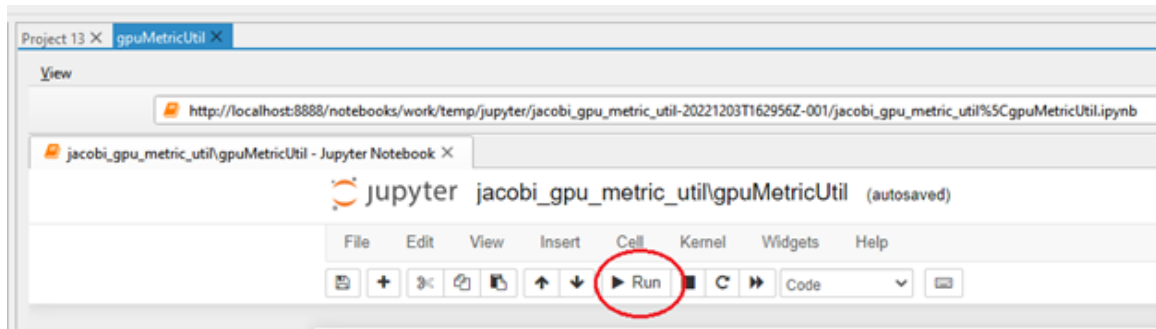 Project 13 gpuMetricUtil
View
http://localhost:8888/notebooks/work/temp/jupyter/jacobi_gpu_metric_util-20221203T162956Z-001/jacobi_gpu_metric_util%5CgpuMetricUtil.ipynb
jacobi_gpu_metric_util\gpuMetricUtil - Jupyter Notebook
jupyter jacobi_gpu_metric_util\gpuMetricUtil (autosaved)
File Edit View Insert Cell Kernel Widgets Help
Run Code